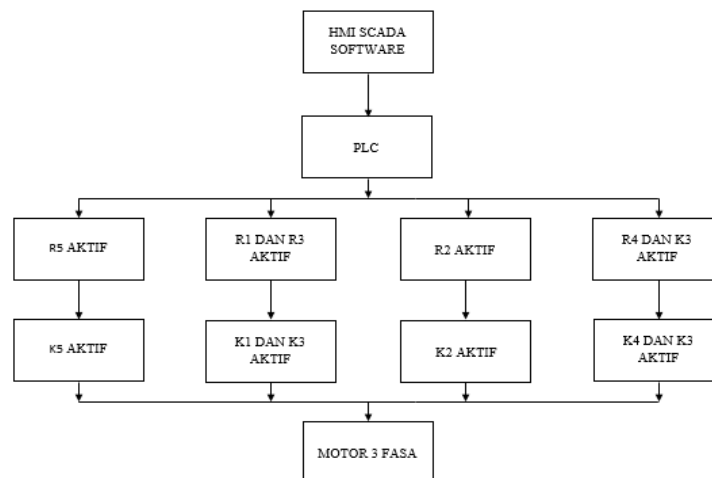 HMI SCADA
SOFTWARE
PLC
R5 AKTIF
R1 DAN R3
AKTIF
R2 AKTIF
R4 DAN K3
AKTIF
K5 AKTIF
K1 DAN K3
AKTIF
K2 AKTIF
K4 DAN K3
AKTIF
MOTOR 3 FASA